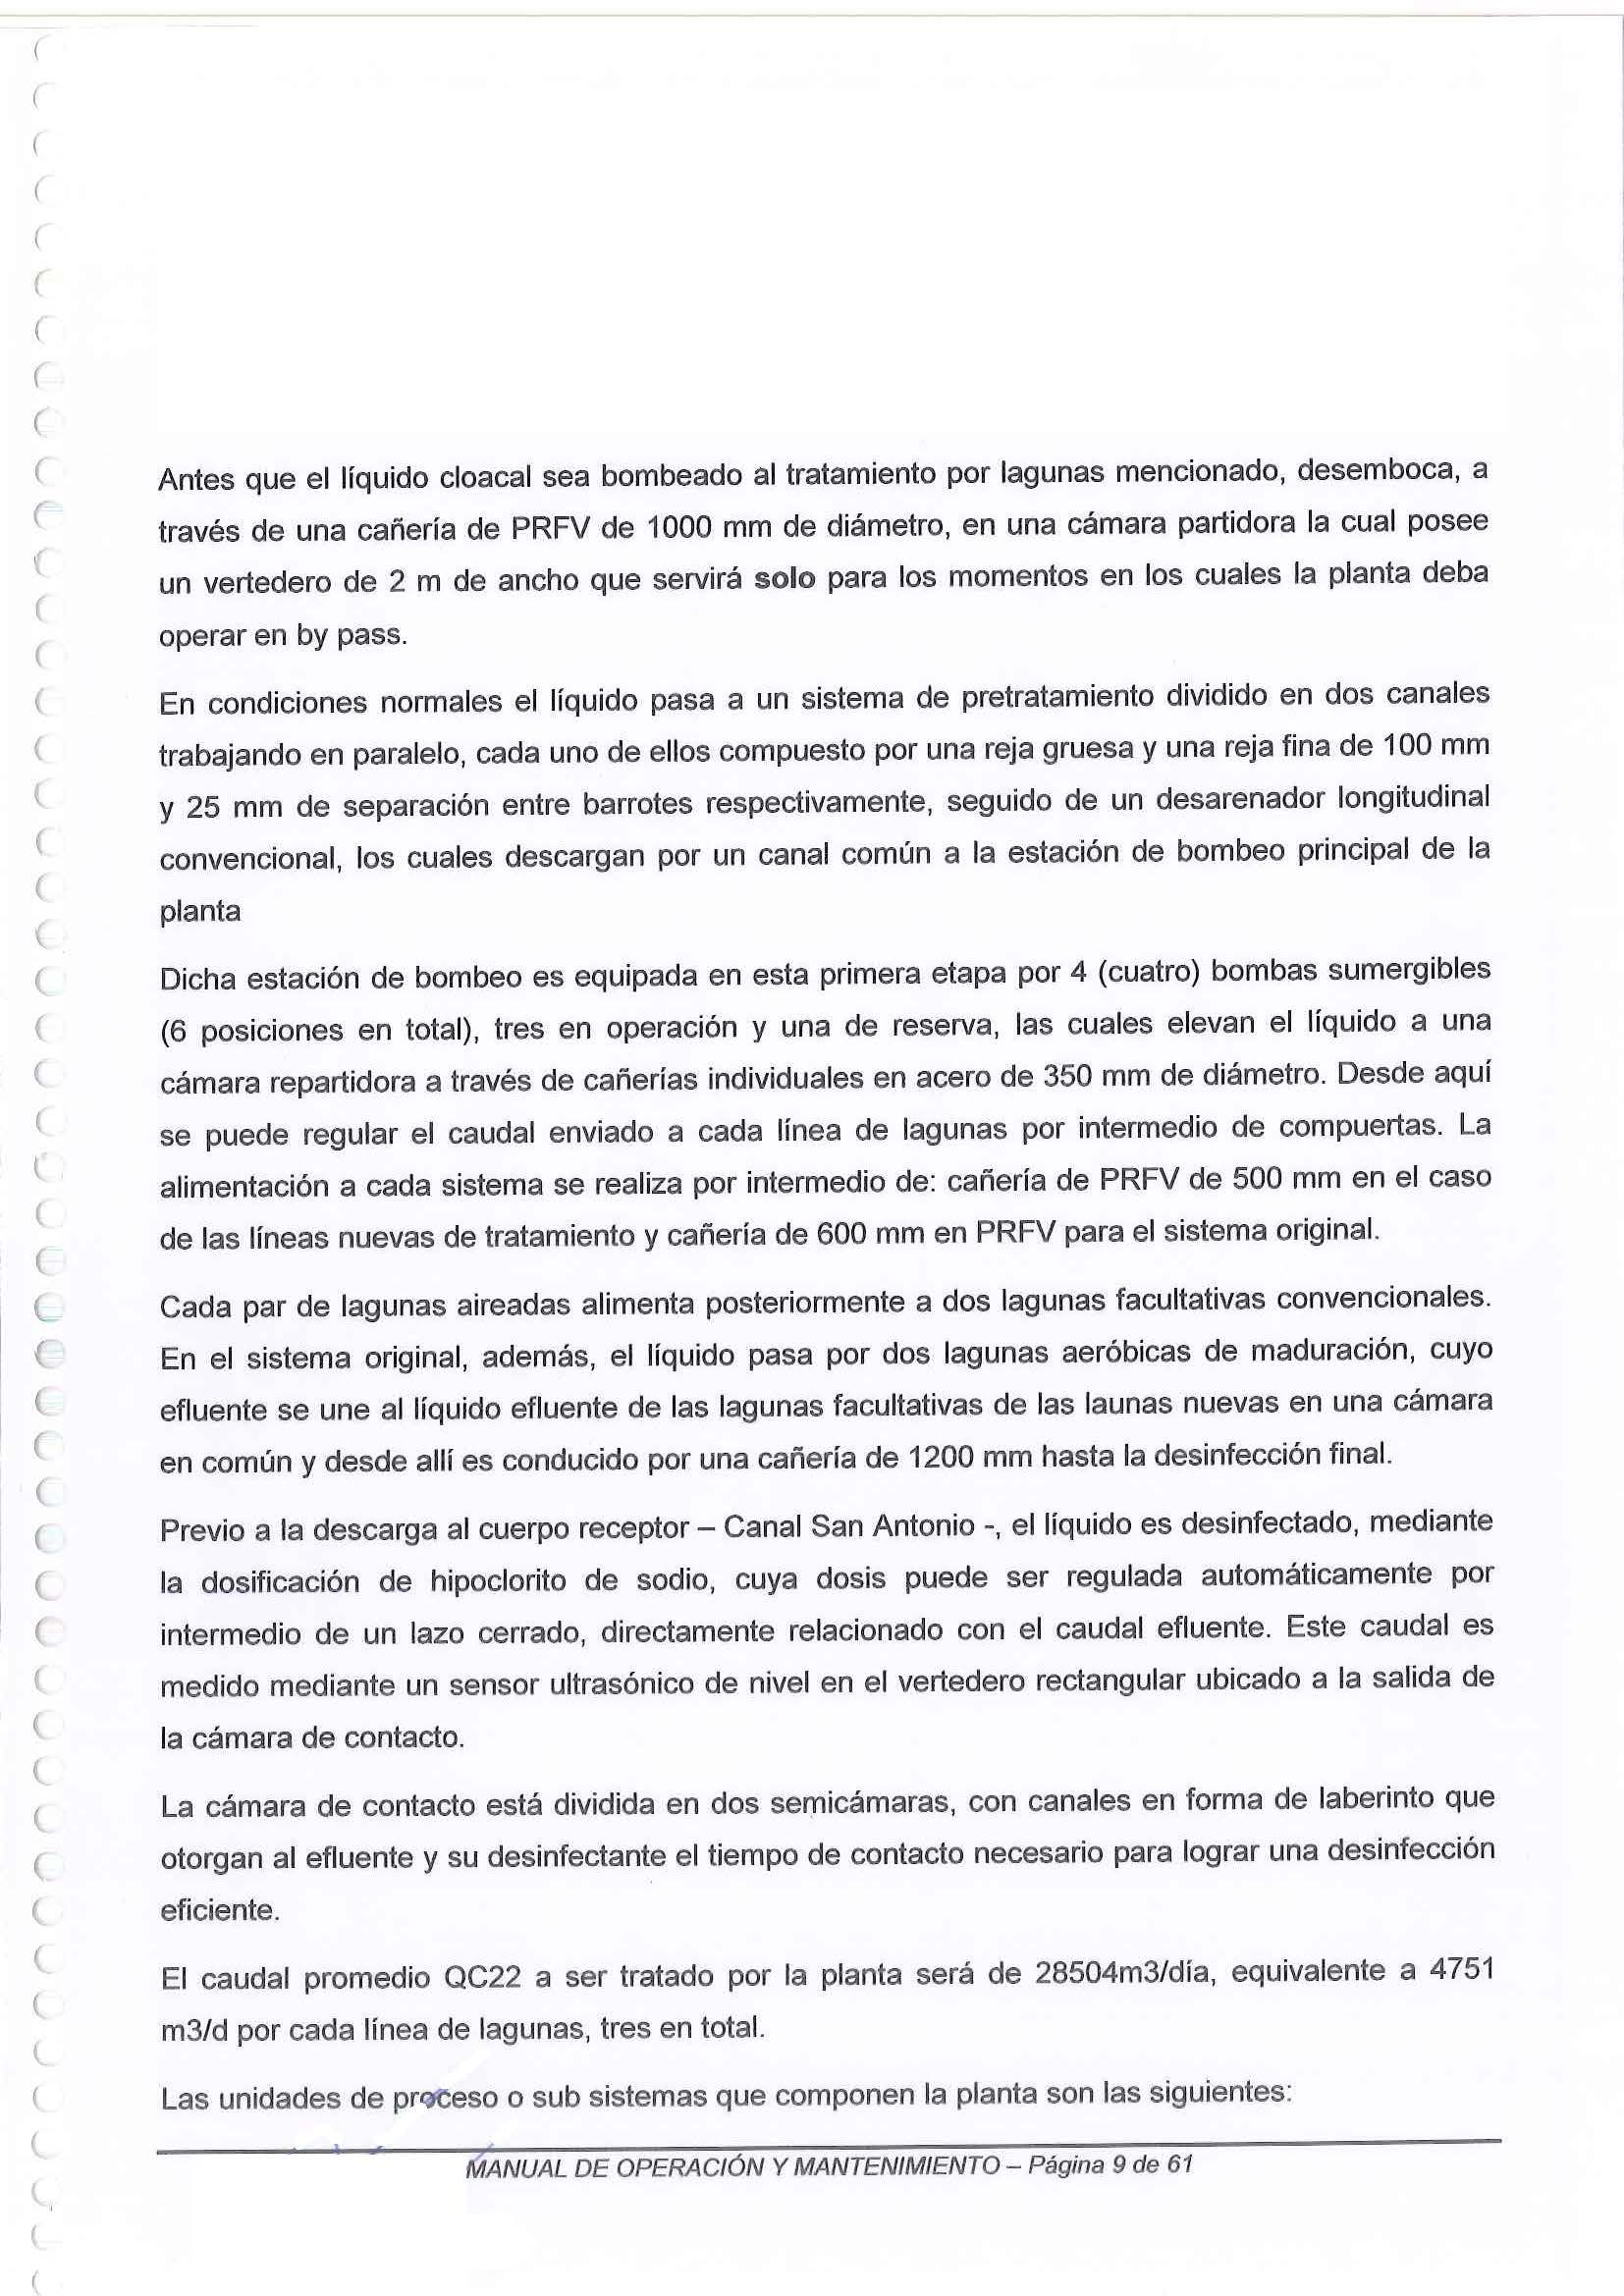 Antes que el líquido cloacal sea bombeado al tratamiento por lagunas mencionado, desemboca, a
través de una cañería de PRFV de 1000 mm de diámetro, en una cámara partidora la cual posee
un vertedero de 2 m de ancho que servirá solo para los momentos en los cuales la planta deba
operar en by pass.
En condiciones normales el líquido pasa a un sistema de pretratamiento dividido en dos canales
trabajando en paralelo, cada uno de ellos compuesto por una reja gruesa y una reja fina de 100 mm
y 25 mm de separación entre barrotes respectivamente, seguido de un desarenador longitudinal
convencional, los cuales descargan por un canal común a la estación de bombeo principal de la
planta
Dicha estación de bombeo es equipada en esta primera etapa por 4 (cuatro) bombas sumergibles
(6 posiciones en total), tres en operación y una de reserva, las cuales elevan el líquido a una
cámara repartidora a través de cañerías individuales en acero de 350 mm de diámetro. Desde aquí
se puede regular el caudal enviado a cada línea de lagunas por intermedio de compuertas. La
alimentación a cada sistema se realiza por intermedio de: cañería de PRFV de 500 mm en el caso
de las líneas nuevas de tratamiento y cañería de 600 mm en PRFV para el sistema original.
Cada par de lagunas aireadas alimenta posteriormente a dos lagunas facultativas convencionales.
En el sistema original, además, el líquido pasa por dos lagunas aeróbicas de maduración, cuyo
efluente se une al líquido efluente de las lagunas facultativas de las launas nuevas en una cámara
en común y desde allí es conducido por una cañería de 1200 mm hasta la desinfección final.
Previo a la descarga al cuerpo receptor – Canal San Antonio -, el líquido es desinfectado, mediante
la dosificación de hipoclorito de sodio, cuya dosis puede ser regulada automáticamente por
intermedio de un lazo cerrado, directamente relacionado con el caudal efluente. Este caudal es
medido mediante un sensor ultrasónico de nivel en el vertedero rectangular ubicado a la salida de
la cámara de contacto.
La cámara de contacto está dividida en dos semicámaras, con canales en forma de laberinto que
otorgan al efluente y su desinfectante el tiempo de contacto necesario para lograr una desinfección
eficiente.
El caudal promedio QC22 a ser tratado por la planta será de 28504m3/día, equivalente a 4751
m3/d por cada línea de lagunas, tres en total.
Las unidades de proceso o sub sistemas que componen la planta son las siguientes:
MANUAL DE OPERACIÓN Y MANTENIMIENTO – Página 9 de 61